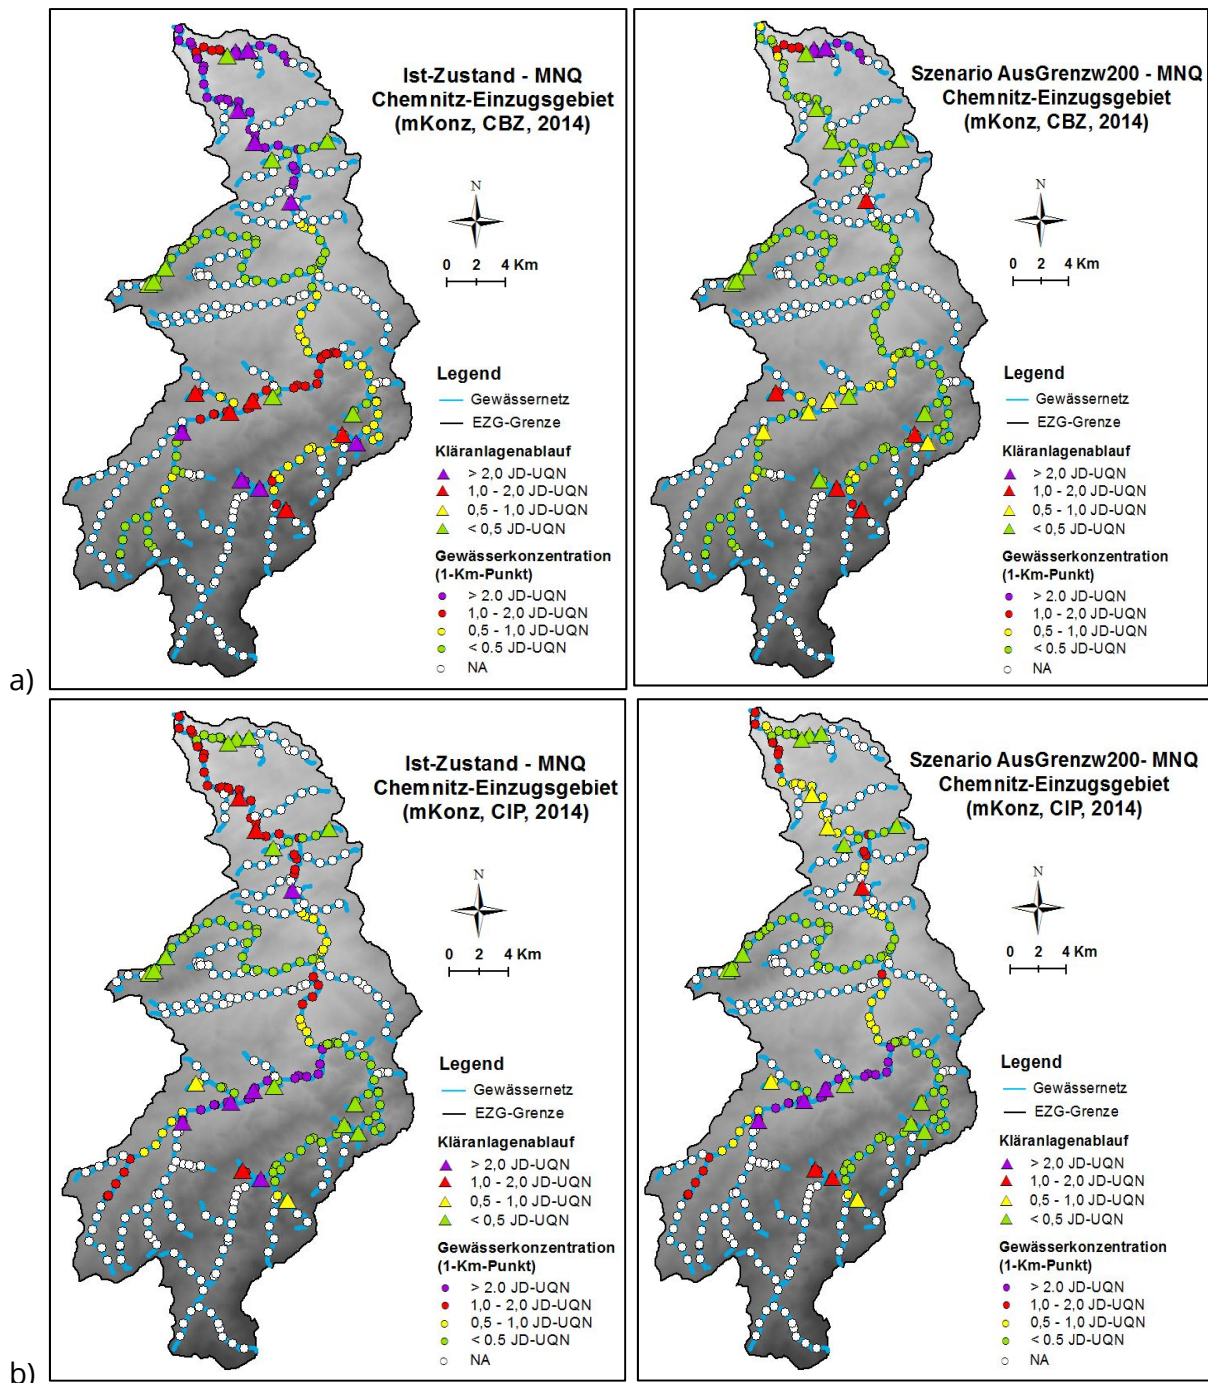 a)
Ist-Zustand - MNQ
Chemnitz-Einzugsgebiet
(mKonz, CBZ, 2014)
N
0 2 4 Km
Legend
Gewässernetz
EZG-Grenze
Kläranlagenablauf
> 2,0 JD-UQN
1,0 - 2,0 JD-UQN
0,5 - 1,0 JD-UQN
< 0,5 JD-UQN
Gewässerkonzentration
(1-Km-Punkt)
> 2.0 JD-UQN
1,0 - 2,0 JD-UQN
0,5 - 1,0 JD-UQN
< 0.5 JD-UQN
NA
Szenario AusGrenzw200 - MNQ
Chemnitz-Einzugsgebiet
(mKonz, CBZ, 2014)
N
0 2 4 Km
Legend
Gewässernetz
EZG-Grenze
Kläranlagenablauf
> 2,0 JD-UQN
1,0 - 2,0 JD-UQN
0,5 - 1,0 JD-UQN
< 0,5 JD-UQN
Gewässerkonzentration
(1-Km-Punkt)
> 2.0 JD-UQN
1,0 - 2,0 JD-UQN
0,5 - 1,0 JD-UQN
< 0.5 JD-UQN
NA
b)
Ist-Zustand - MNQ
Chemnitz-Einzugsgebiet
(mKonz, CIP, 2014)
N
0 2 4 Km
Legend
Gewässernetz
EZG-Grenze
Kläranlagenablauf
> 2,0 JD-UQN
1,0 - 2,0 JD-UQN
0,5 - 1,0 JD-UQN
< 0,5 JD-UQN
Gewässerkonzentration
(1-Km-Punkt)
> 2.0 JD-UQN
1,0 - 2,0 JD-UQN
0,5 - 1,0 JD-UQN
< 0.5 JD-UQN
NA
Szenario AusGrenzw200- MNQ
Chemnitz-Einzugsgebiet
(mKonz, CIP, 2014)
N
0 2 4 Km
Legend
Gewässernetz
EZG-Grenze
Kläranlagenablauf
> 2,0 JD-UQN
1,0 - 2,0 JD-UQN
0,5 - 1,0 JD-UQN
< 0,5 JD-UQN
Gewässerkonzentration
(1-Km-Punkt)
> 2.0 JD-UQN
1,0 - 2,0 JD-UQN
0,5 - 1,0 JD-UQN
< 0.5 JD-UQN
NA